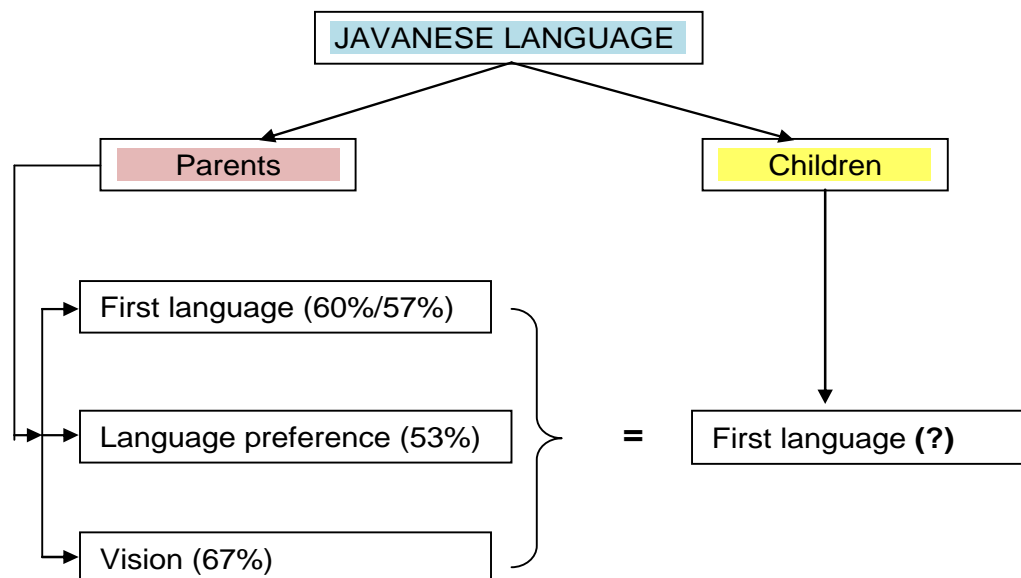 JAVANESE LANGUAGE
Parents
Children
First language (60%/57%)
Language preference (53%)
=
First language (?)
Vision (67%)